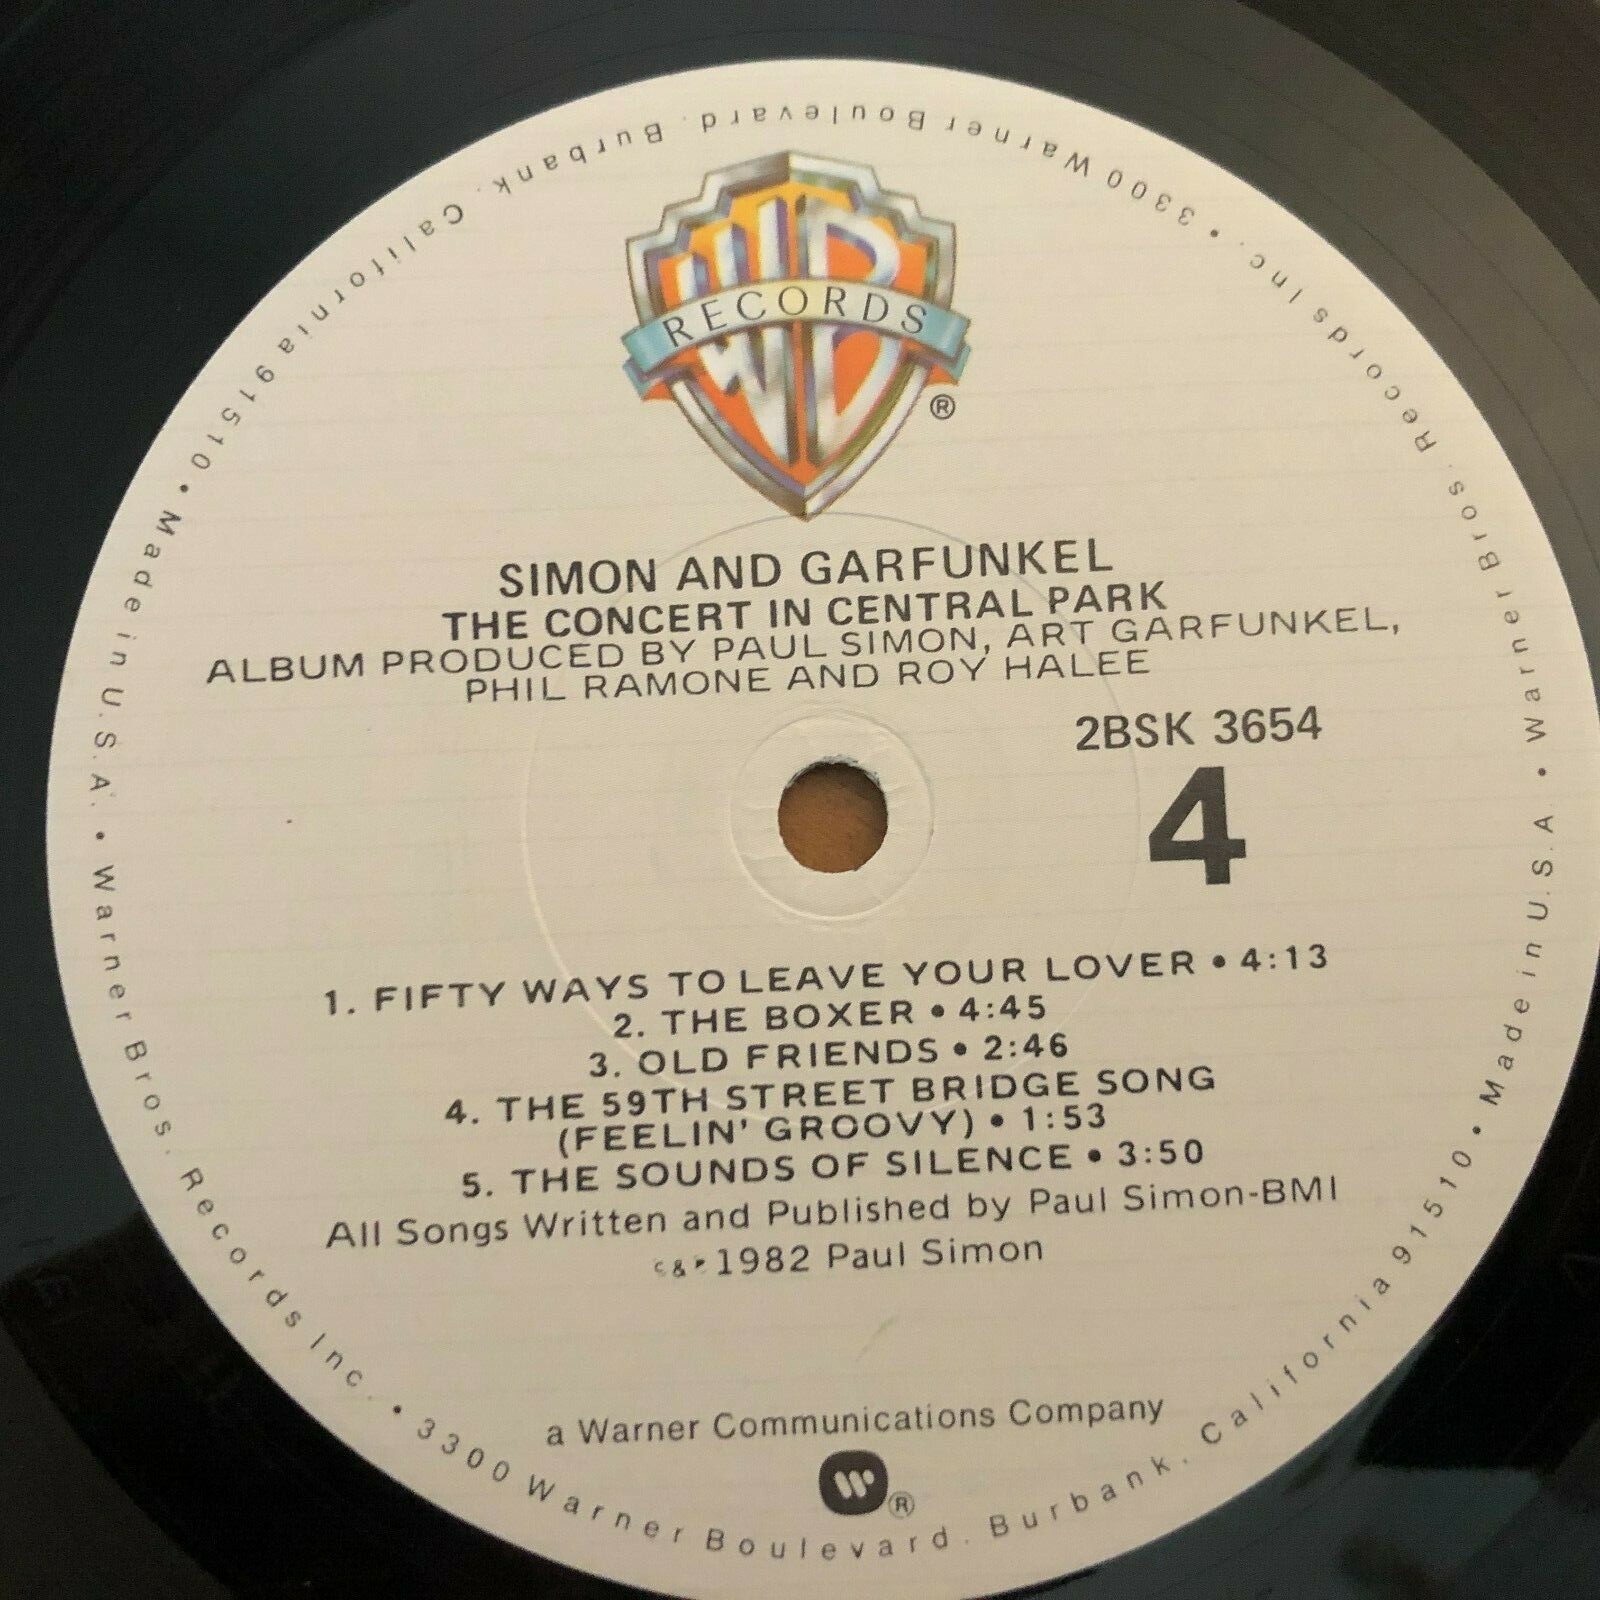 WB
RECORDS
®
SIMON AND GARFUNKEL
THE CONCERT IN CENTRAL PARK
ALBUM PRODUCED BY PAUL SIMON, ART GARFUNKEL,
PHIL RAMONE AND ROY HALEE
2BSK 3654
4
1. FIFTY WAYS TO LEAVE YOUR LOVER • 4:13
2. THE BOXER • 4:45
3. OLD FRIENDS • 2:46
4. THE 59TH STREET BRIDGE SONG
(FEELIN' GROOVY) • 1:53
5. THE SOUNDS OF SILENCE • 3:50
All Songs Written and Published by Paul Simon-BMI
c & P 1982 Paul Simon
a Warner Communications Company
®
Warner Bros. Records Inc. • 3300 Warner Boulevard. Burbank. California 91510 • Made in U.S.A. • Warner Bros. Records Inc. • 3300 Warner Boulevard. Burbank. California 91510 • Made in U.S.A. •